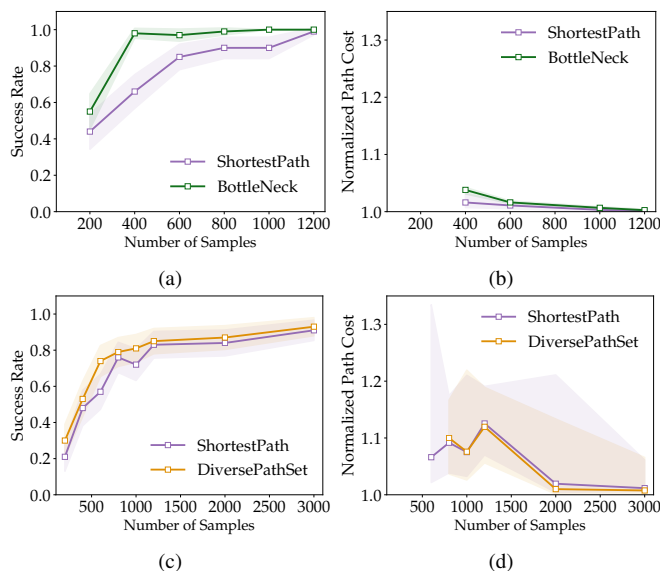 1.0
0.8
0.6
0.4
0.2
0.0
Success Rate
ShortestPath
BottleNeck
200 400 600 800 1000 1200
Number of Samples
(a)
1.3
1.2
1.1
1.0
Normalized Path Cost
ShortestPath
BottleNeck
200 400 600 800 1000 1200
Number of Samples
(b)
1.0
0.8
0.6
0.4
0.2
0.0
Success Rate
ShortestPath
DiversePathSet
500 1000 1500 2000 2500 3000
Number of Samples
(c)
1.3
1.2
1.1
1.0
Normalized Path Cost
ShortestPath
DiversePathSet
500 1000 1500 2000 2500 3000
Number of Samples
(d)